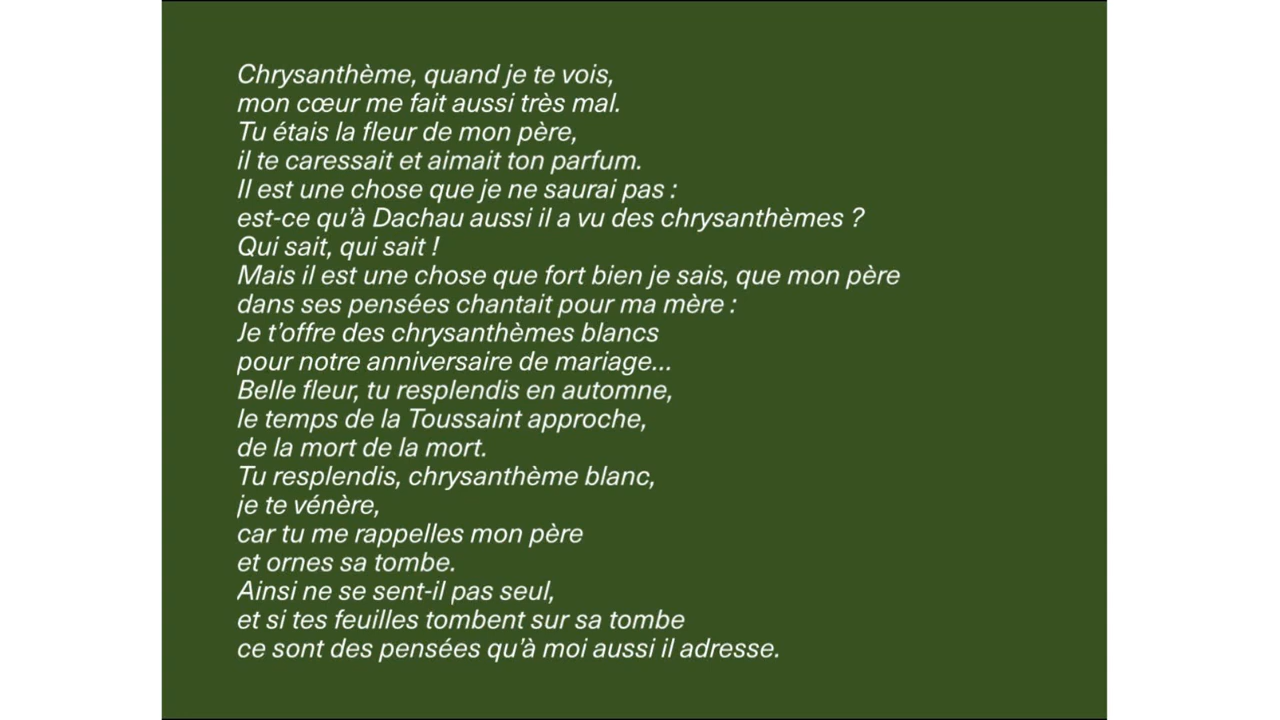 Chrysanthème, quand je te vois,
mon cœur me fait aussi très mal.
Tu étais la fleur de mon père,
il te caressait et aimait ton parfum.
Il est une chose que je ne saurai pas :
est-ce qu’à Dachau aussi il a vu des chrysanthèmes ?
Qui sait, qui sait !
Mais il est une chose que fort bien je sais, que mon père
dans ses pensées chantait pour ma mère :
Je t’offre des chrysanthèmes blancs
pour notre anniversaire de mariage...
Belle fleur, tu resplendis en automne,
le temps de la Toussaint approche,
de la mort de la mort.
Tu resplendis, chrysanthème blanc,
je te vénère,
car tu me rappelles mon père
et ornes sa tombe.
Ainsi ne se sent-il pas seul,
et si tes feuilles tombent sur sa tombe
ce sont des pensées qu’à moi aussi il adresse.